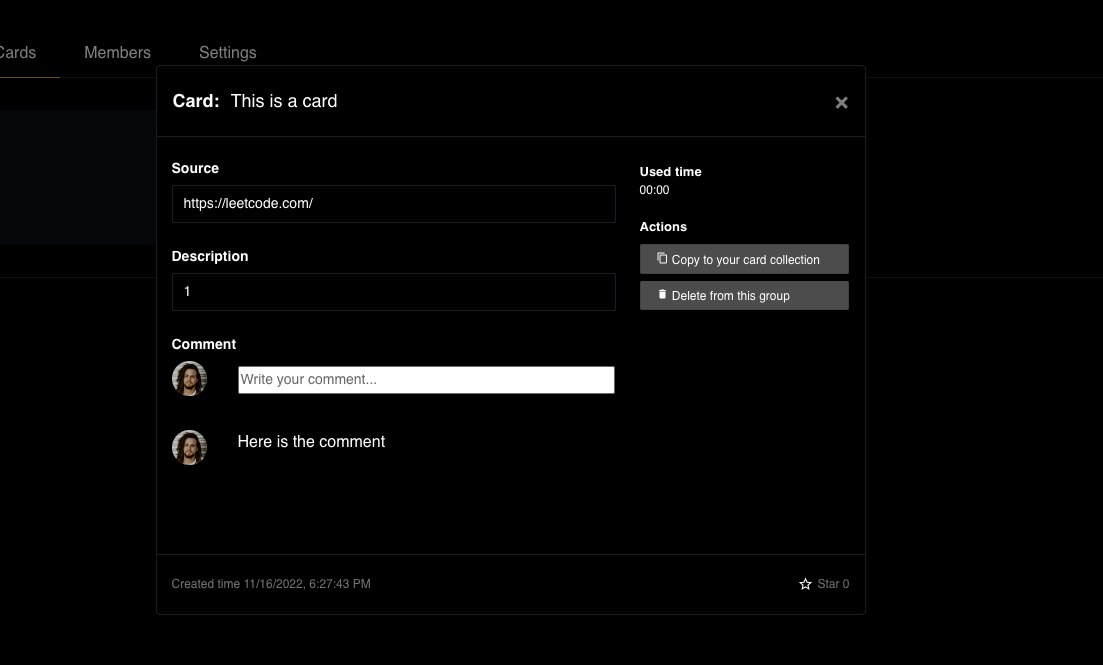 Cards Members Settings
Card: This is a card ×
Source
https://leetcode.com/
Description
1
Comment
Write your comment...
Here is the comment
Used time
00:00
Actions
Copy to your card collection
Delete from this group
Created time 11/16/2022, 6:27:43 PM
Star 0